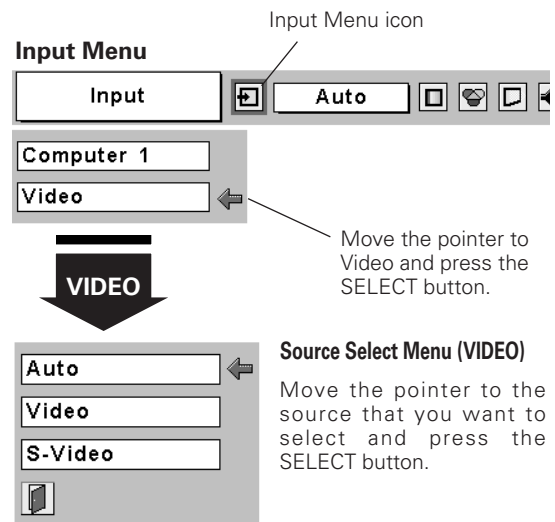 Input Menu icon
Input Menu
Input
Auto
Computer 1
Video
Move the pointer to
Video and press the
SELECT button.
VIDEO
Auto
Video
S-Video
Source Select Menu (VIDEO)
Move the pointer to the
source that you want to
select and press the
SELECT button.